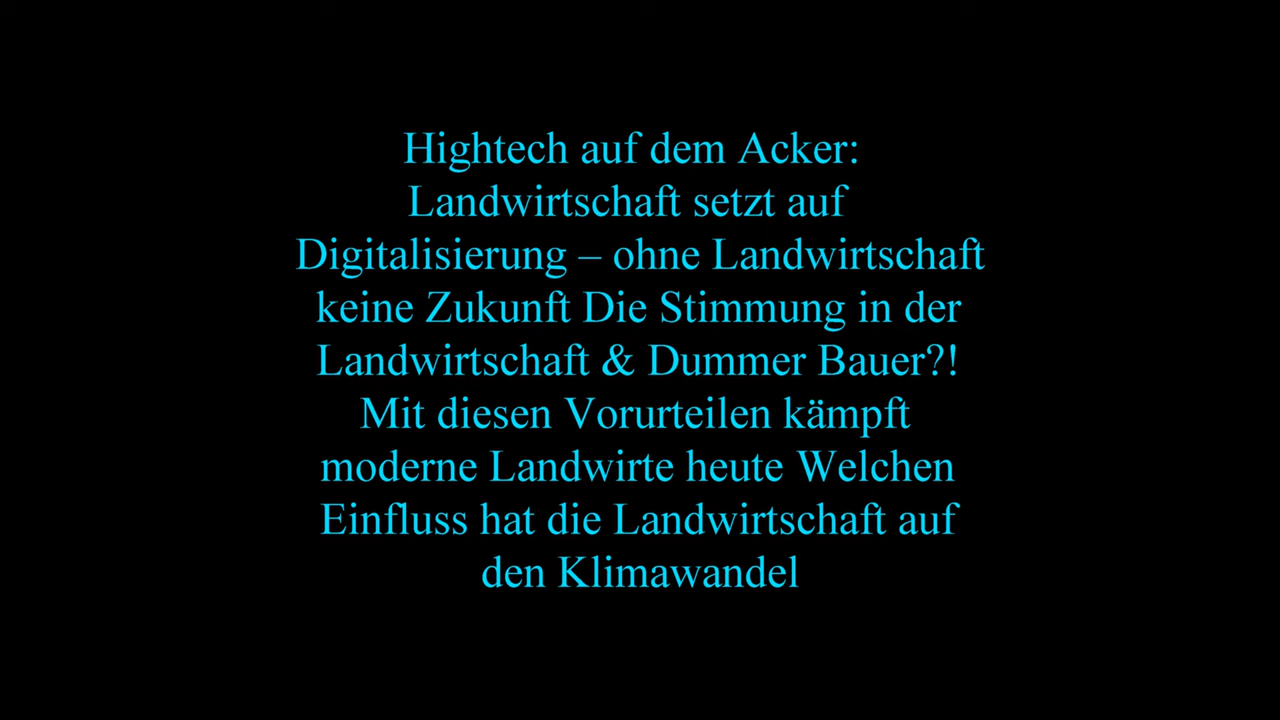 Hightech auf dem Acker:
Landwirtschaft setzt auf
Digitalisierung – ohne Landwirtschaft
keine Zukunft Die Stimmung in der
Landwirtschaft & Dummer Bauer?!
Mit diesen Vorurteilen kämpft
moderne Landwirte heute Welchen
Einfluss hat die Landwirtschaft auf
den Klimawandel